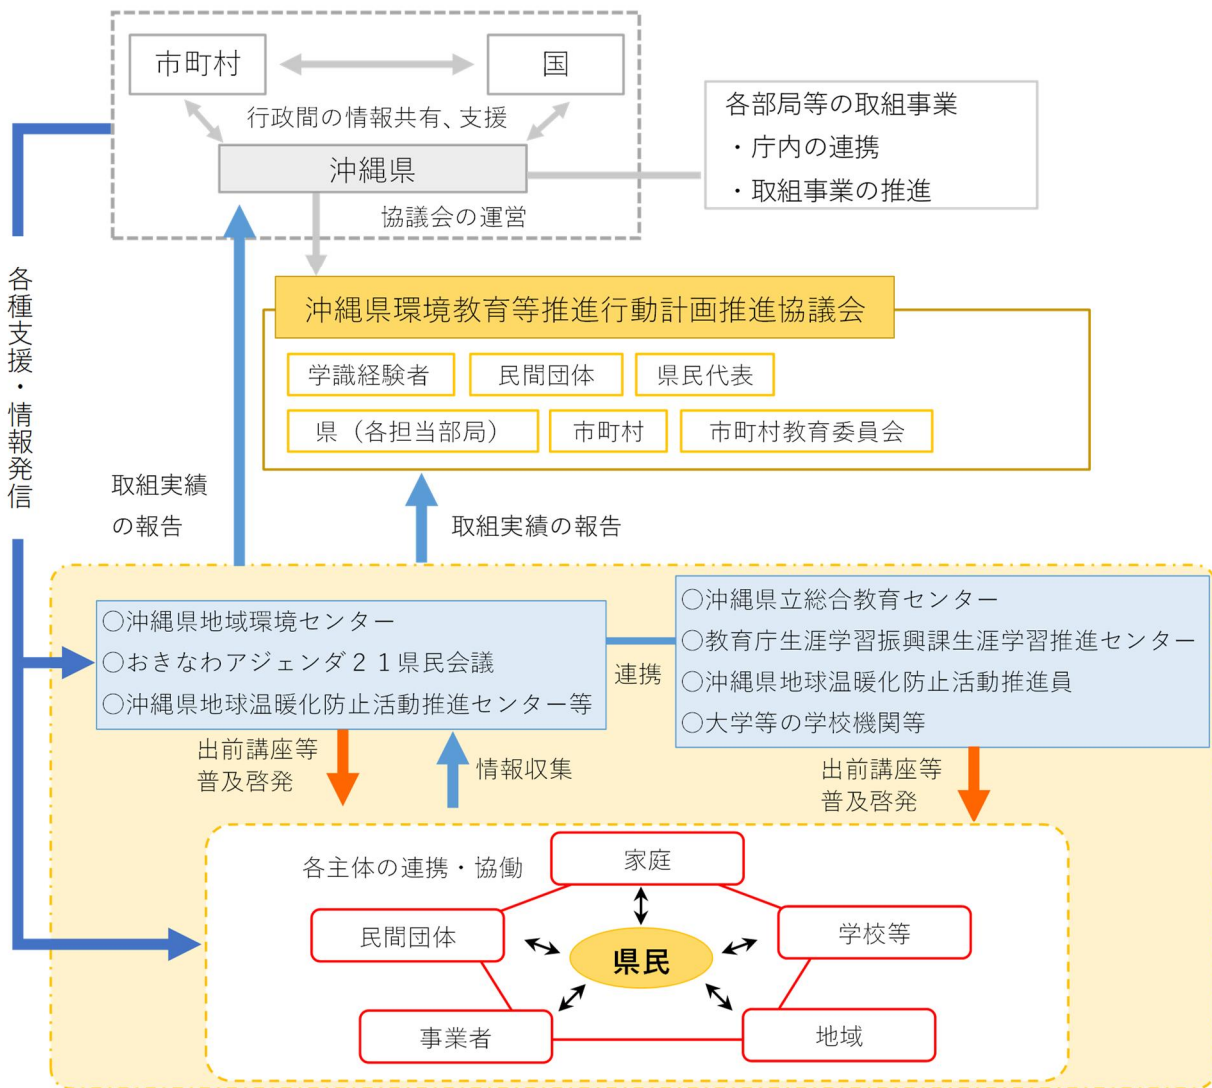 市町村
国
行政間の情報共有、支援
沖縄県
協議会の運営
各部局等の取組事業
・庁内の連携
・取組事業の推進
各種支援・情報発信
沖縄県環境教育等推進行動計画推進協議会
学識経験者
民間団体
県民代表
県（各担当部局）
市町村
市町村教育委員会
取組実績
の報告
取組実績の報告
○沖縄県地域環境センター
○おきなわアジェンダ２１県民会議
○沖縄県地球温暖化防止活動推進センター等
連携
○沖縄県立総合教育センター
○教育庁生涯学習振興課生涯学習推進センター
○沖縄県地球温暖化防止活動推進員
○大学等の学校機関等
出前講座等
普及啓発
情報収集
出前講座等
普及啓発
各主体の連携・協働
家庭
民間団体
学校等
県民
事業者
地域